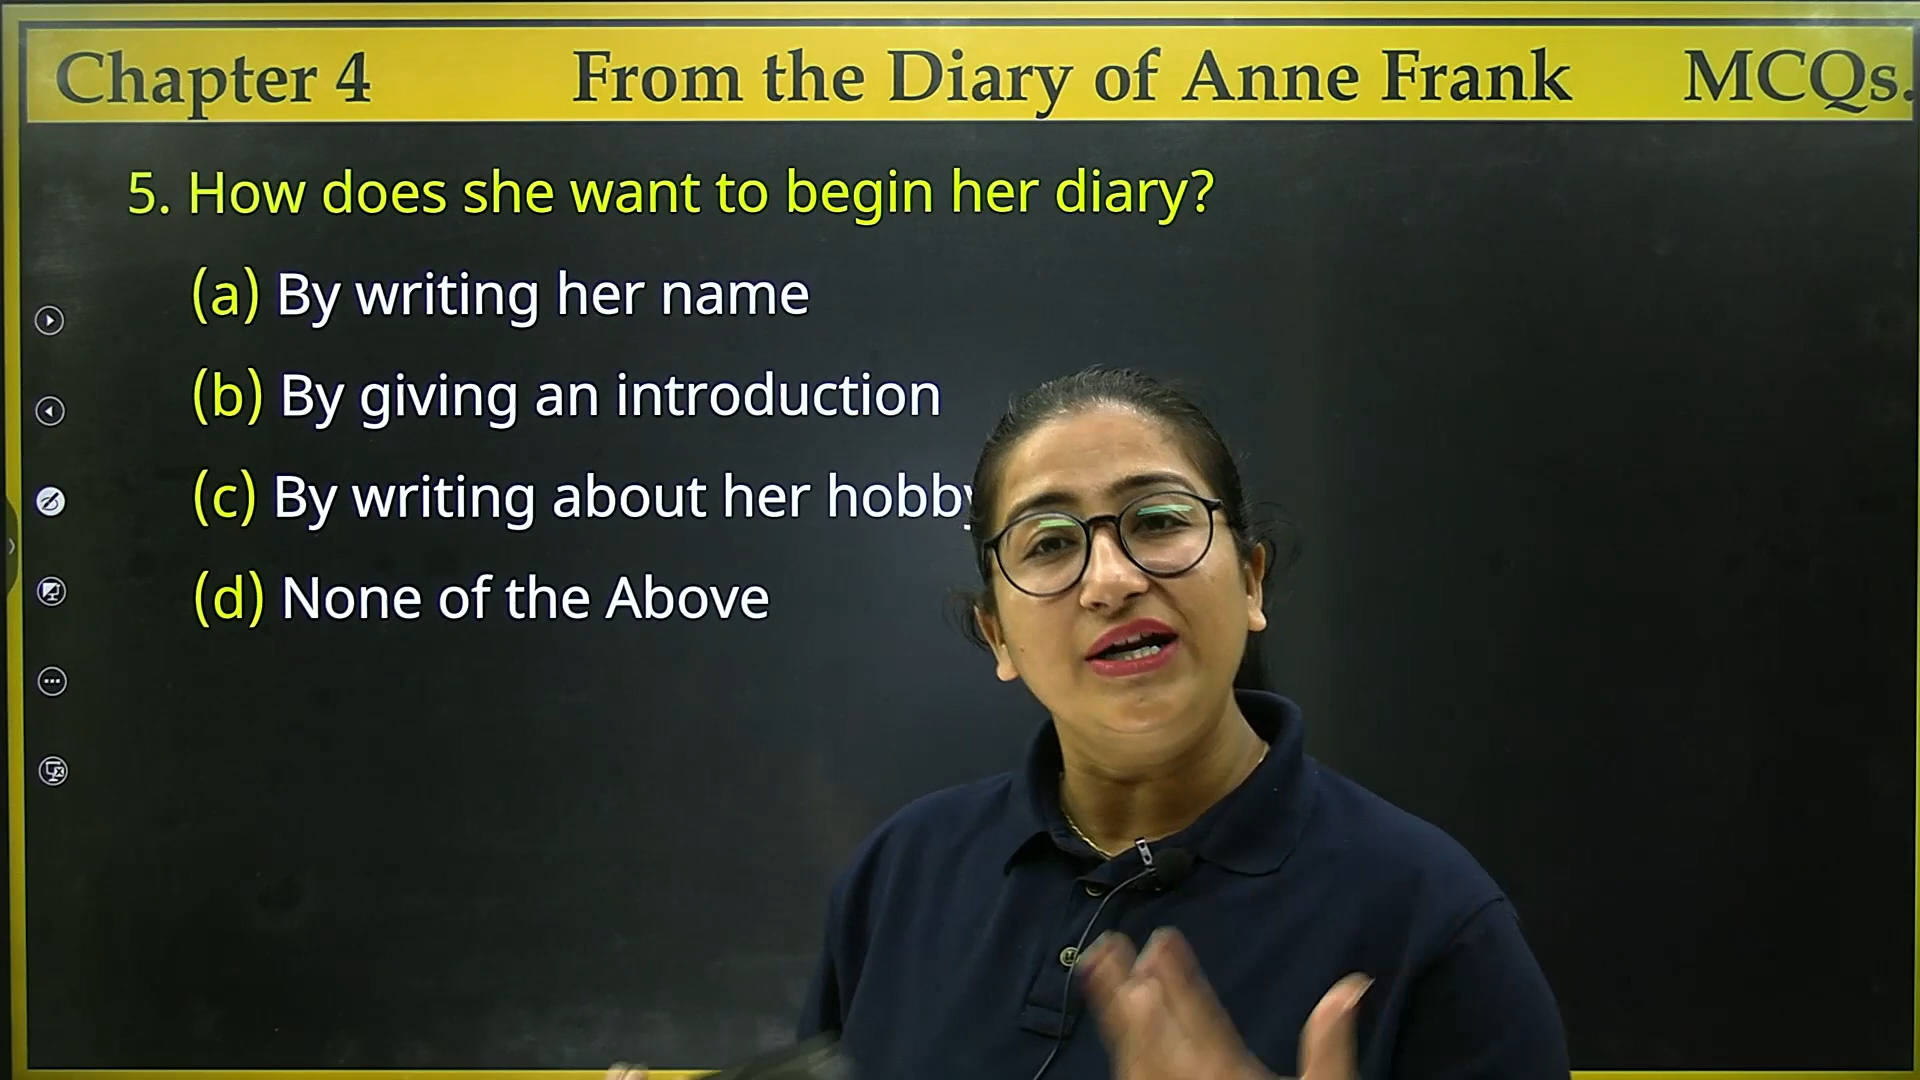 Chapter 4 From the Diary of Anne Frank MCQs.
5. How does she want to begin her diary?
(a) By writing her name
(b) By giving an introduction
(c) By writing about her hobby
(d) None of the Above